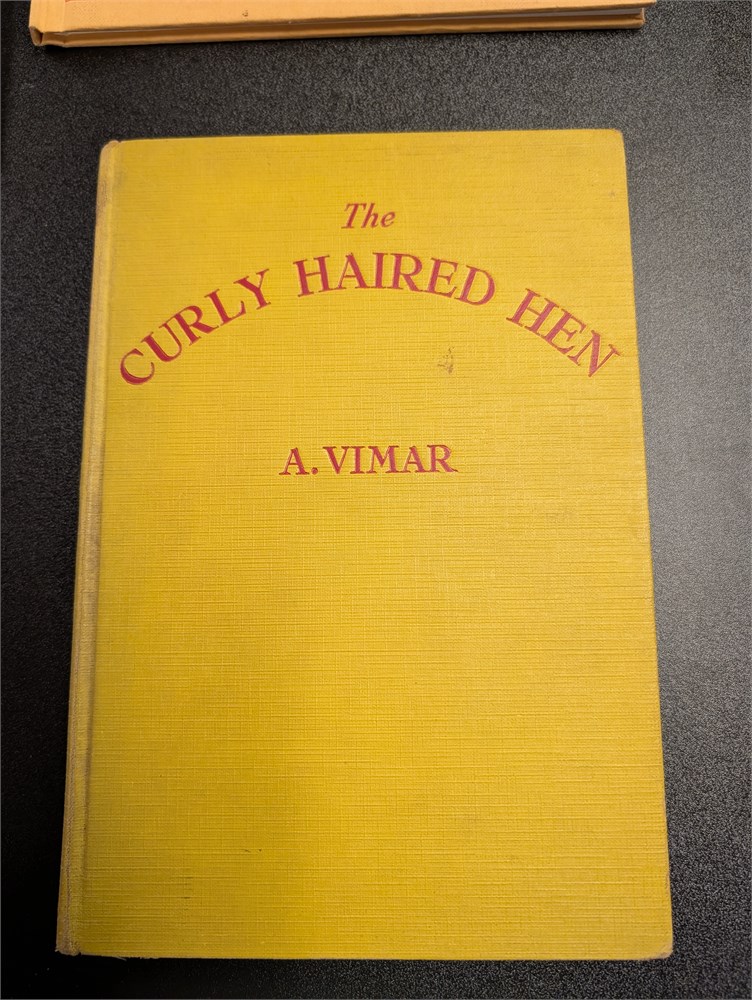 The
CURLY HAIRED HEN
A. VIMAR